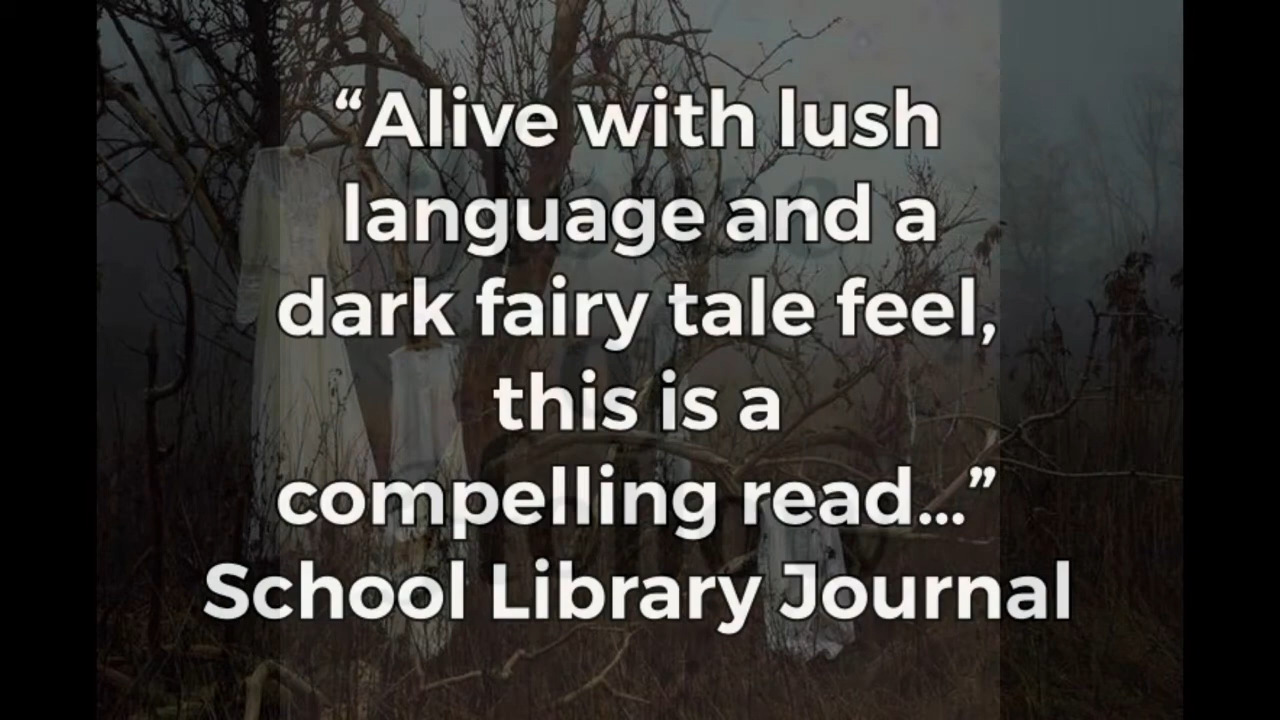 “Alive with lush
language and a
dark fairy tale feel,
this is a
compelling read...”
School Library Journal